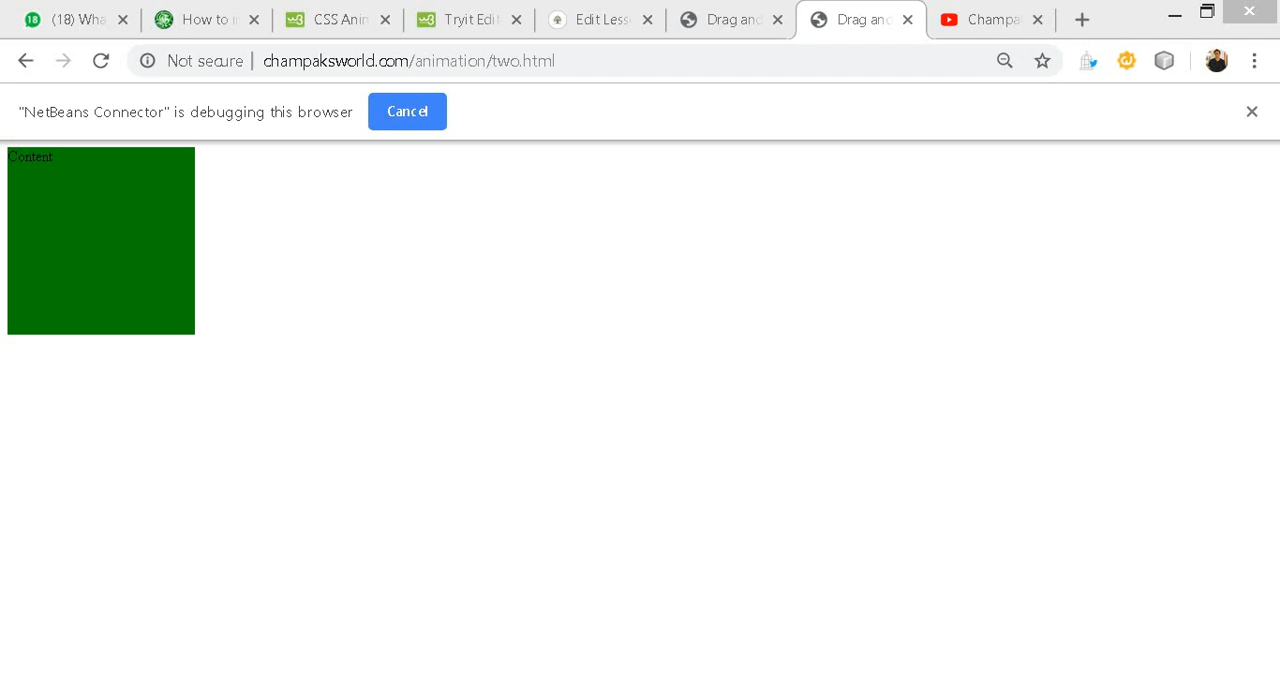 (18) Wha
How to i
CSS Anim
Tryit Edit
Edit Less
Drag and
Drag and
Champa
Not secure | champaksworld.com/animation/two.html
"NetBeans Connector" is debugging this browser Cancel
Content